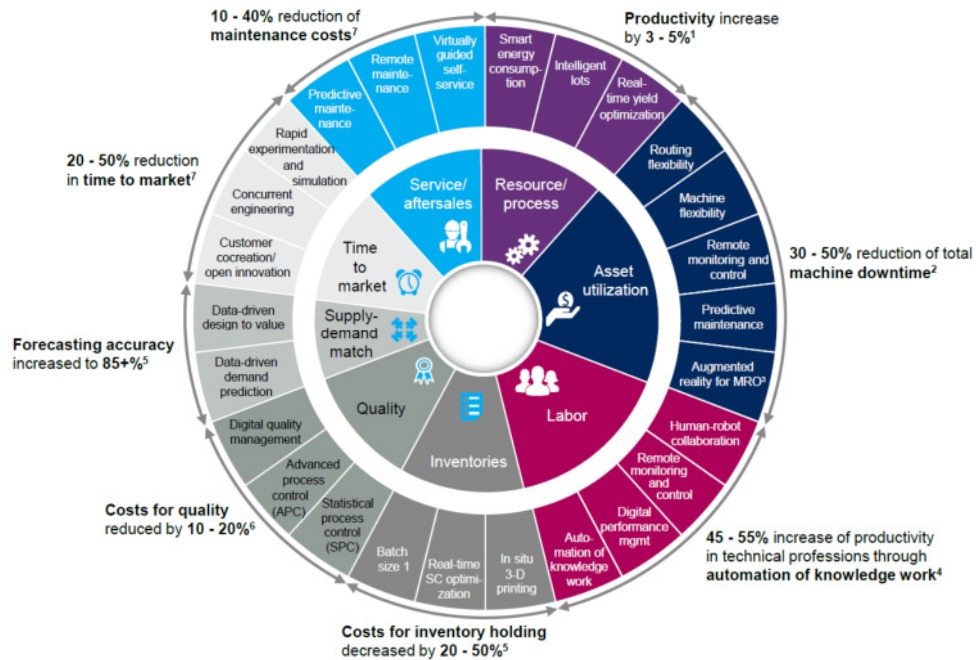 10 - 40% reduction of
maintenance costs⁷
Productivity increase
by 3 - 5%¹
20 - 50% reduction
in time to market⁷
30 - 50% reduction of total
machine downtime²
Forecasting accuracy
increased to 85+%⁵
Costs for quality
reduced by 10 - 20%⁶
45 - 55% increase of productivity
in technical professions through
automation of knowledge work⁴
Costs for inventory holding
decreased by 20 - 50%⁵
Smart
energy
consump-
tion
Intelligent
lots
Real-
time yield
optimization
Routing
flexibility
Machine
flexibility
Remote
monitoring and
control
Predictive
maintenance
Augmented
reality for MRO³
Human-robot
collaboration
Remote
monitoring
and control
Digital
performance
mgmt
Auto-
mation of
knowledge
work
In situ
3-D
printing
Real-time
SC optimi-
zation
Batch
size 1
Statistical
process
control
(SPC)
Advanced
process
control
(APC)
Digital quality
management
Data-driven
demand
prediction
Data-driven
design to value
Customer
cocreation/
open innovation
Concurrent
engineering
Rapid
experimentation
and
simulation
Predictive
mainte-
nance
Remote
mainte-
nance
Virtually
guided
self-
service
Service/
aftersales
Resource/
process
Asset
utilization
Labor
Inventories
Quality
Supply-
demand
match
Time
to
market
$